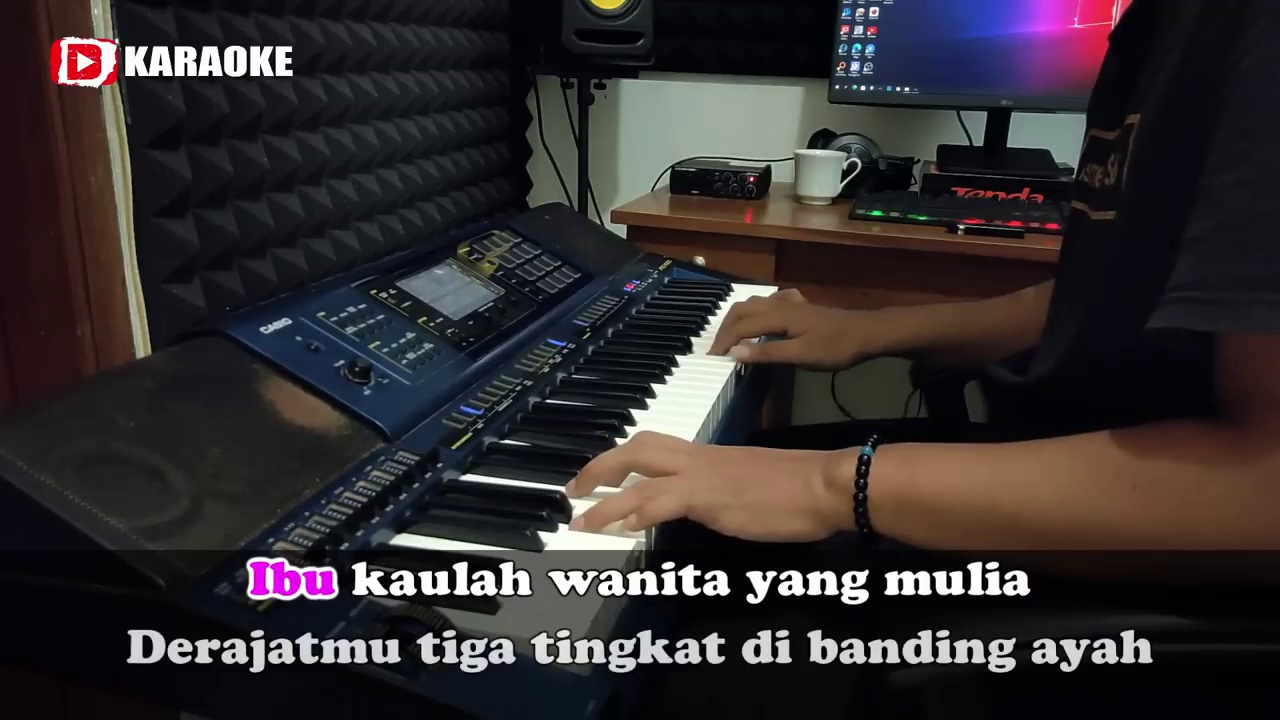 KARAOKE
CASIO
Tenda
Ibu kaulah wanita yang mulia
Derajatmu tiga tingkat di banding ayah